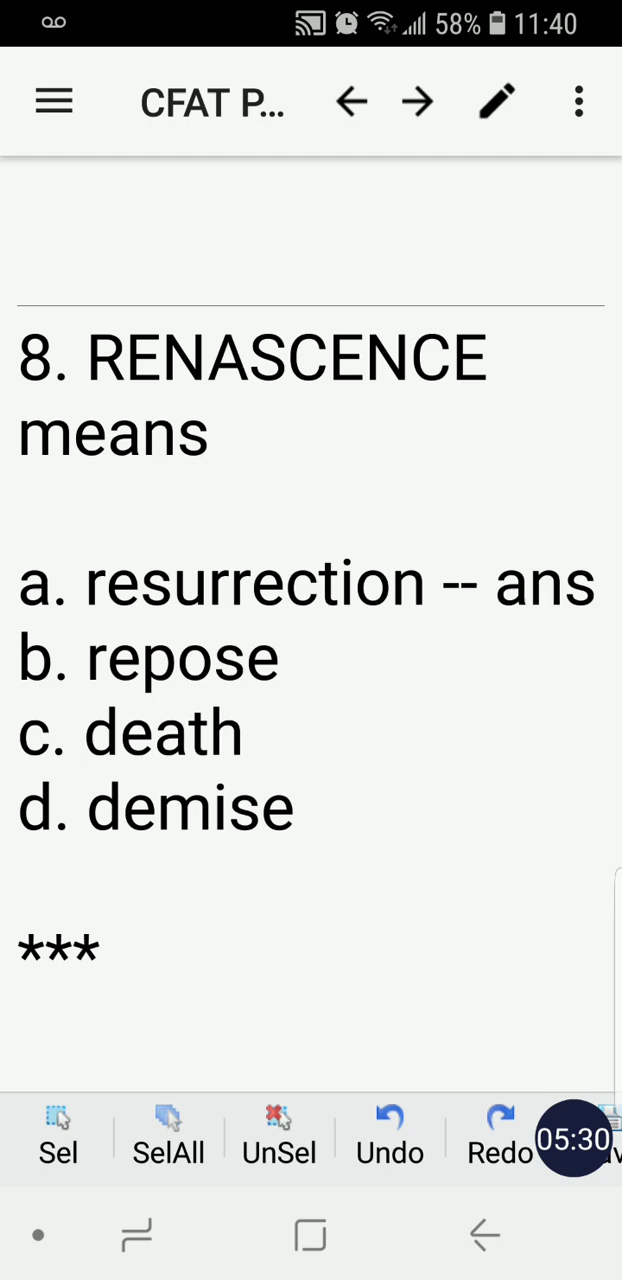 58% 11:40
CFAT P...
8. RENASCENCE
means
a. resurrection -- ans
b. repose
c. death
d. demise
***
Sel SelAll UnSel Undo Redo 05:30